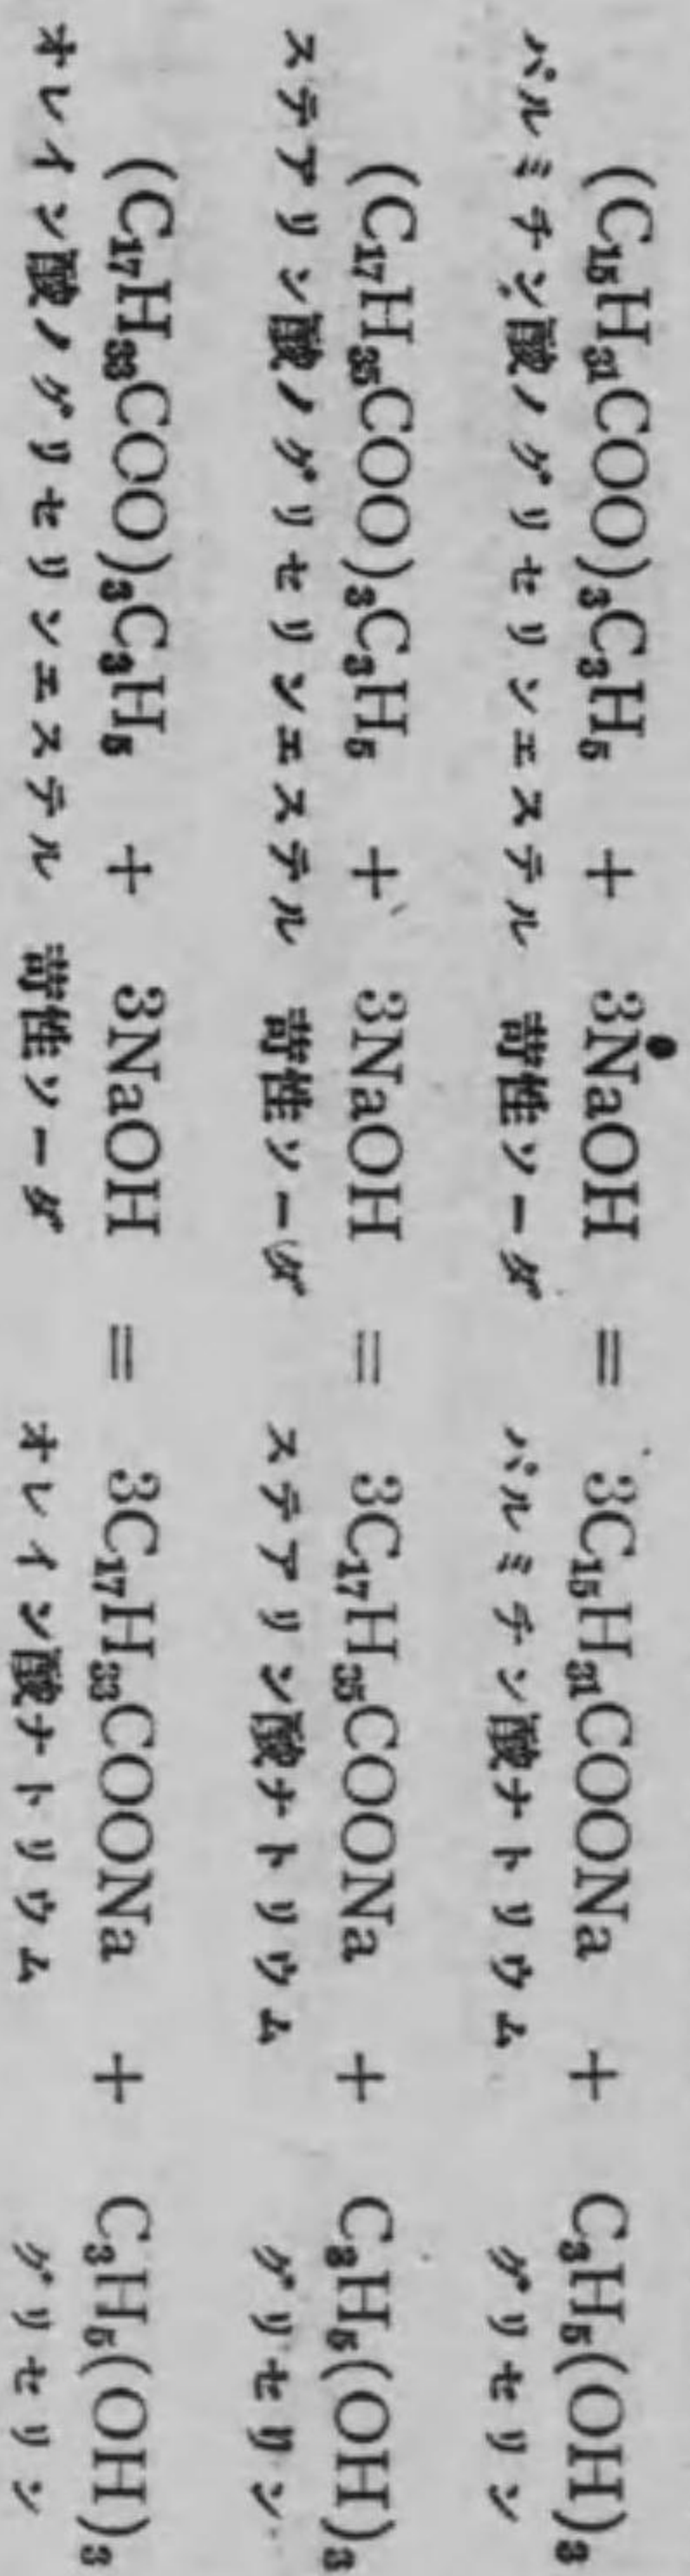 (C₁₅H₃₁COO)₃C₃H₅ + 3NaOH = 3C₁₅H₃₁COONa + C₃H₅(OH)₃
パルミチン酸ノグリセリンエステル 苛性ソーダ パルミチン酸ナトリウム グリセリン
(C₁₇H₃₅COO)₃C₃H₅ + 3NaOH = 3C₁₇H₃₅COONa + C₃H₅(OH)₃
ステアリン酸ノグリセリンエステル 苛性ソーダ ステアリン酸ナトリウム グリセリン
(C₁₇H₃₃COO)₃C₃H₅ + 3NaOH = 3C₁₇H₃₃COONa + C₃H₅(OH)₃
オレイン酸ノグリセリンエステル 苛性ソーダ オレイン酸ナトリウム グリセリン